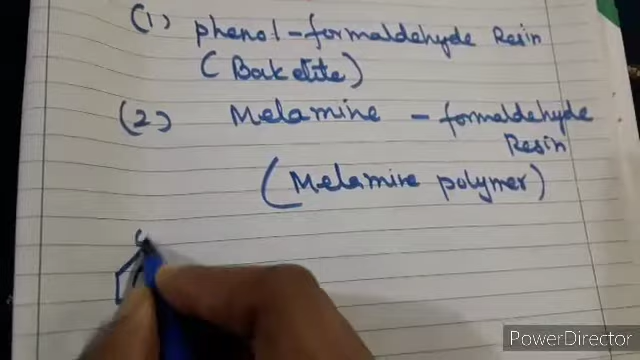 (1) phenol-formaldehyde Resin
(Bakelite)
(2) Melamine - formaldehyde
Resin
(Melamine polymer)
PowerDirector